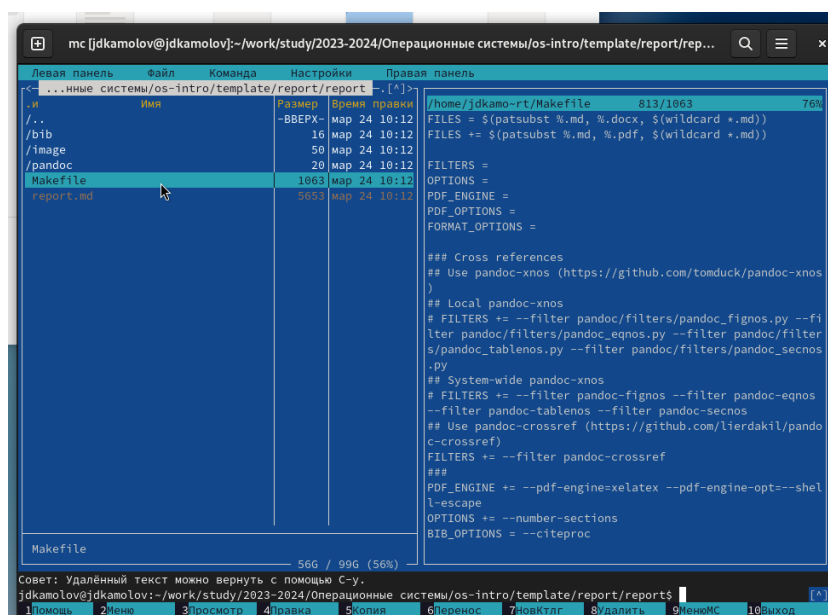 mc [jdkamolov@jdkamolov]:~/work/study/2023-2024/Операционные системы/os-intro/template/report/rep...
Левая панель Файл Команда Настройки Правая панель
<— ...нные системы/os-intro/template/report/report —.[^]>
.и Имя Размер Время правки
/.. -ВВЕРХ- мар 24 10:12
/bib 16 мар 24 10:12
/image 50 мар 24 10:12
/pandoc 20 мар 24 10:12
Makefile 1063 мар 24 10:12
report.md 5653 мар 24 10:12
Makefile
56G / 99G (56%)
/home/jdkamo~rt/Makefile 813/1063 76%
FILES = $(patsubst %.md, %.docx, $(wildcard *.md))
FILES += $(patsubst %.md, %.pdf, $(wildcard *.md))
FILTERS =
OPTIONS =
PDF_ENGINE =
PDF_OPTIONS =
FORMAT_OPTIONS =
### Cross references
## Use pandoc-xnos (https://github.com/tomduck/pandoc-xnos
)
## Local pandoc-xnos
# FILTERS += --filter pandoc/filters/pandoc_fignos.py --fi
lter pandoc/filters/pandoc_eqnos.py --filter pandoc/filter
s/pandoc_tablenos.py --filter pandoc/filters/pandoc_secnos
.py
## System-wide pandoc-xnos
# FILTERS += --filter pandoc-fignos --filter pandoc-eqnos
--filter pandoc-tablenos --filter pandoc-secnos
## Use pandoc-crossref (https://github.com/lierdakil/pando
c-crossref)
FILTERS += --filter pandoc-crossref
###
PDF_ENGINE += --pdf-engine=xelatex --pdf-engine-opt=--shel
l-escape
OPTIONS += --number-sections
BIB_OPTIONS = --citeproc
Совет: Удалённый текст можно вернуть с помощью C-y.
jdkamolov@jdkamolov:~/work/study/2023-2024/Операционные системы/os-intro/template/report/report$ [^]
1Помощь 2Меню 3Просмотр 4Правка 5Копия 6Перенос 7НовКтлг 8Удалить 9МенюМС 10Выход